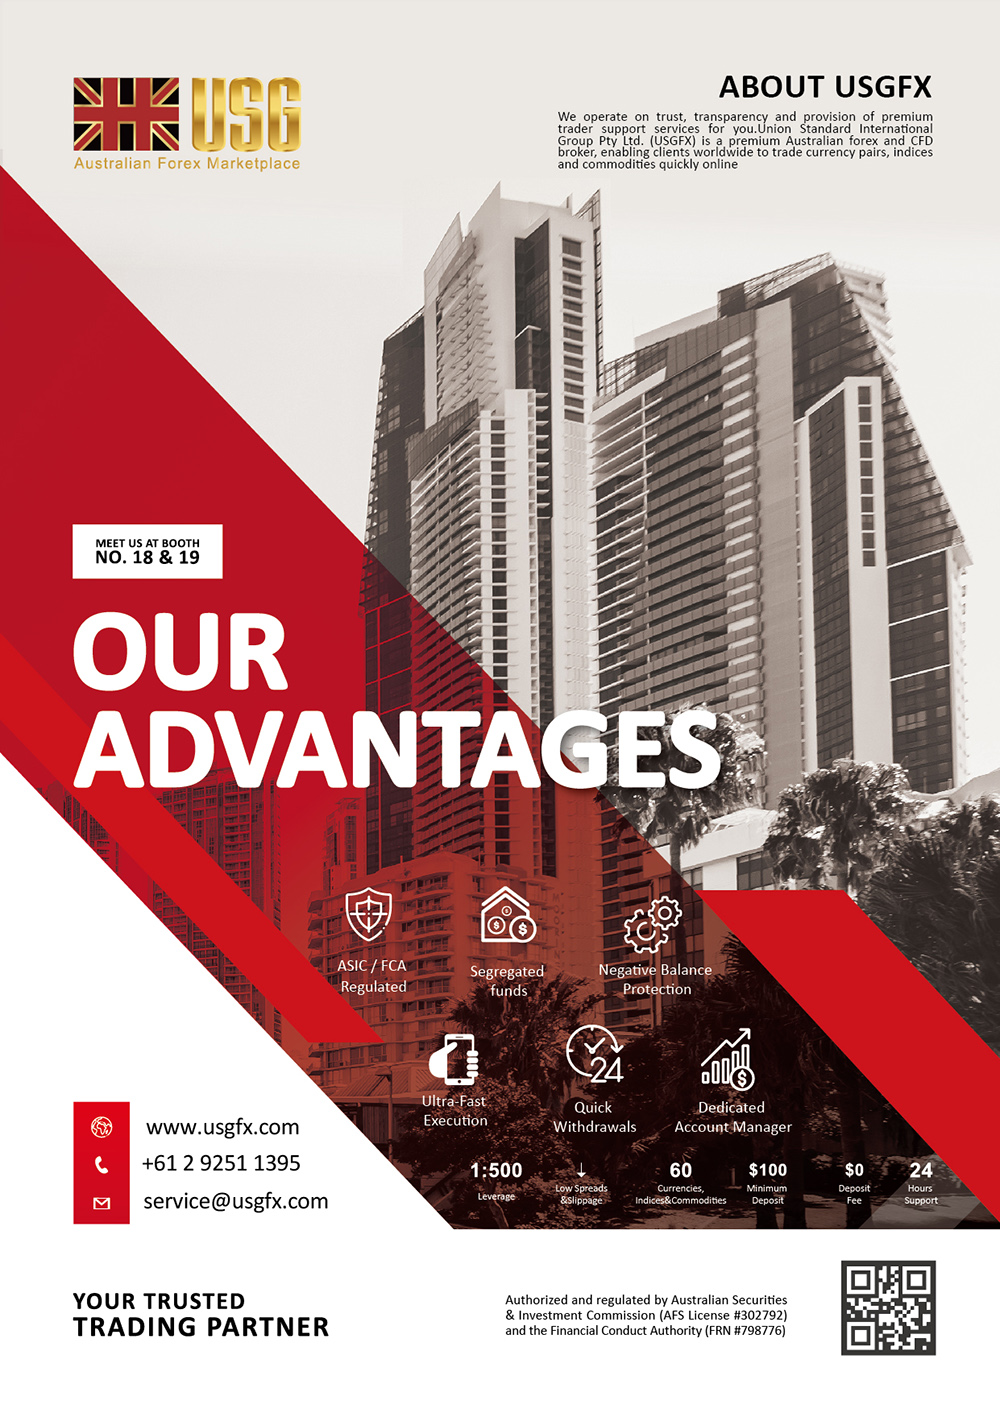 USG
Australian Forex Marketplace
ABOUT USGFX
We operate on trust, transparency and provision of premium
trader support services for you.Union Standard International
Group Pty Ltd. (USGFX) is a premium Australian forex and CFD
broker, enabling clients worldwide to trade currency pairs, indices
and commodities quickly online
MEET US AT BOOTH
NO. 18 & 19
OUR
ADVANTAGES
ASIC / FCA
Regulated
Segregated
funds
Negative Balance
Protection
Ultra-Fast
Execution
24
Quick
Withdrawals
Dedicated
Account Manager
www.usgfx.com
+61 2 9251 1395
service@usgfx.com
1:500
Leverage
↓
Low Spreads
&Slippage
60
Currencies,
Indices&Commodities
$100
Minimum
Deposit
$0
Deposit
Fee
24
Hours
Support
YOUR TRUSTED
TRADING PARTNER
Authorized and regulated by Australian Securities
& Investment Commission (AFS License #302792)
and the Financial Conduct Authority (FRN #798776)